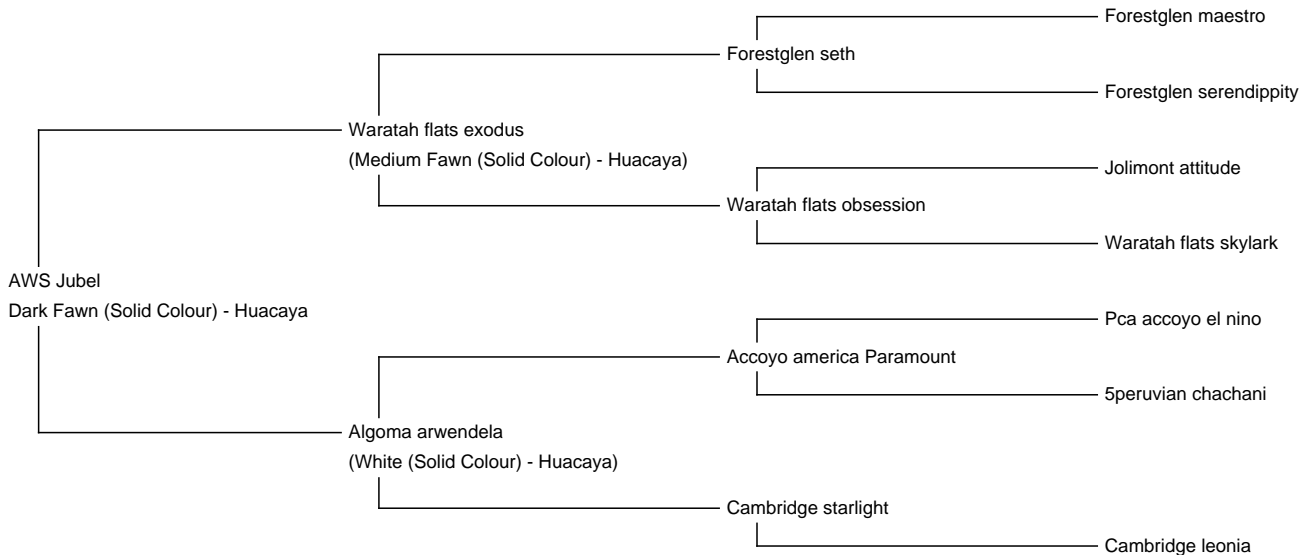 Forestglen maestro
Forestglen seth
Forestglen serendippity
Waratah flats exodus
(Medium Fawn (Solid Colour) - Huacaya)
Jolimont attitude
Waratah flats obsession
Waratah flats skylark
AWS Jubel
Dark Fawn (Solid Colour) - Huacaya
Pca accoyo el nino
Accoyo america Paramount
5peruvian chachani
Algoma arwendela
(White (Solid Colour) - Huacaya)
Cambridge starlight
Cambridge leonia